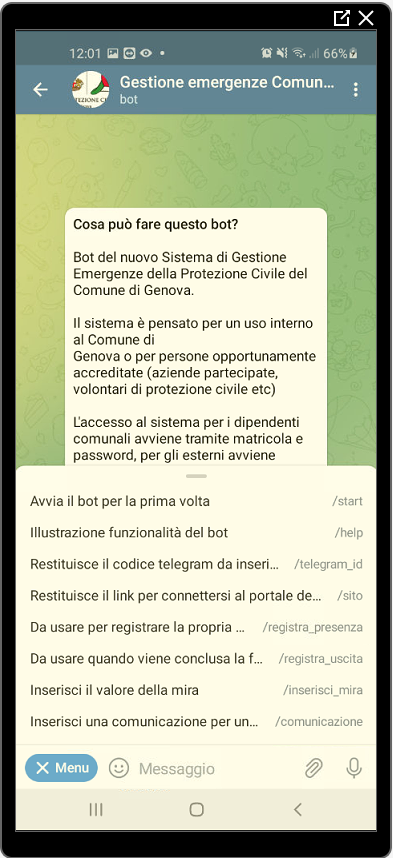 12:01
66%
Gestione emergenze Comun...
bot
Cosa può fare questo bot?
Bot del nuovo Sistema di Gestione
Emergenze della Protezione Civile del
Comune di Genova.
Il sistema è pensato per un uso interno
al Comune di
Genova o per persone opportunamente
accreditate (aziende partecipate,
volontari di protezione civile etc)
L'accesso al sistema per i dipendenti
comunali avviene tramite matricola e
password, per gli esterni avviene
Avvia il bot per la prima volta /start
Illustrazione funzionalità del bot /help
Restituisce il codice telegram da inseri... /telegram_id
Restituisce il link per connettersi al portale de... /sito
Da usare per registrare la propria ... /registra_presenza
Da usare quando viene conclusa la f... /registra_uscita
Inserisci il valore della mira /inserisci_mira
Inserisci una comunicazione per un... /comunicazione
Menu Messaggio